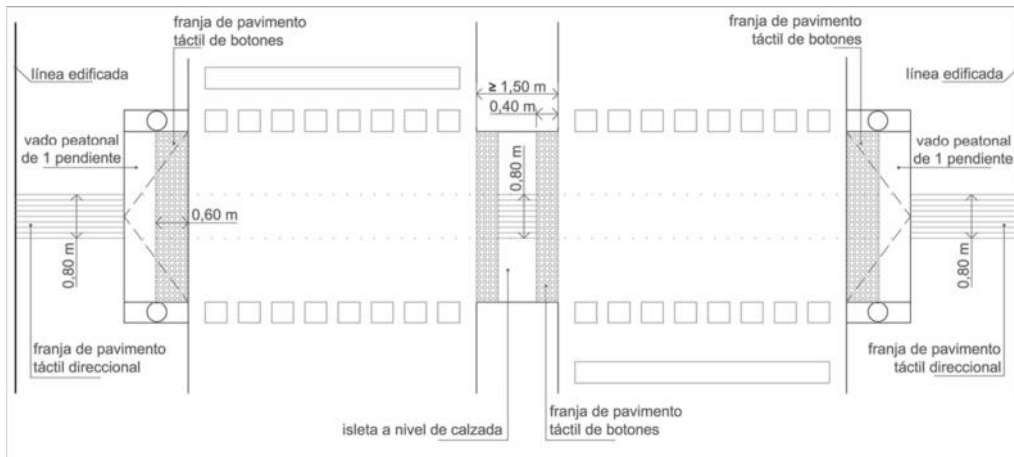 franja de pavimento
táctil de botones
línea edificada
vado peatonal
de 1 pendiente
0,60 m
0,80 m
franja de pavimento
táctil direccional
≥ 1,50 m
0,40 m
0,80 m
isleta a nivel de calzada
franja de pavimento
táctil de botones
franja de pavimento
táctil de botones
línea edificada
vado peatonal
de 1 pendiente
0,80 m
franja de pavimento
táctil direccional